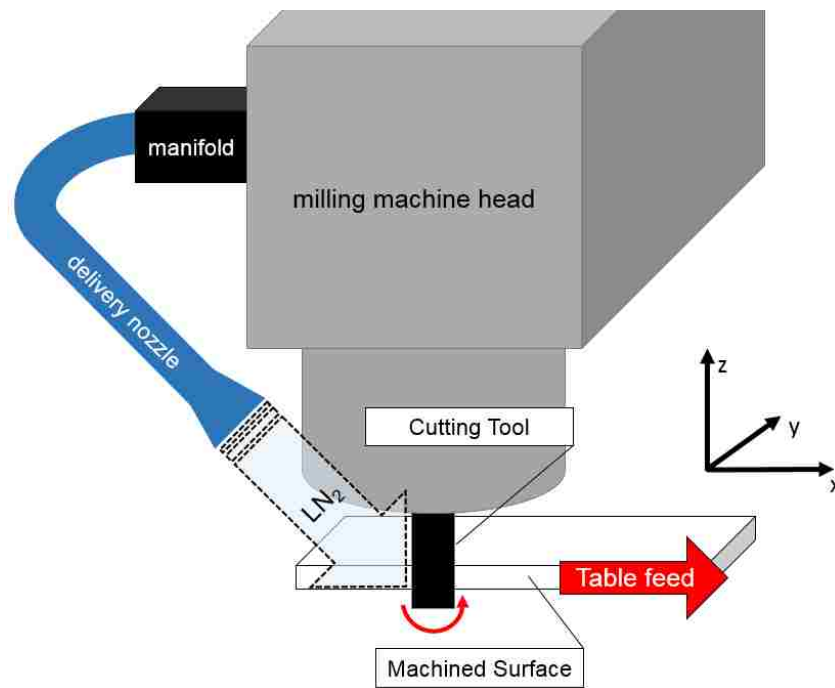 manifold
milling machine head
delivery nozzle
LN₂
Cutting Tool
z
y
x
Table feed
Machined Surface